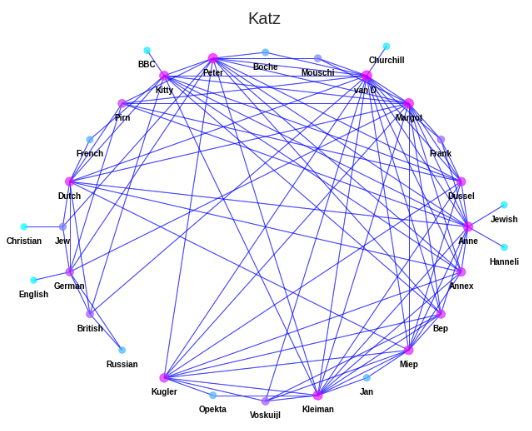 Katz
Churchill
BBC
Boche
Peter
Mouschi
Kitty
van D.
Pim
Margot
French
Frank
Dutch
Dussel
Jewish
Christian
Jew
Anne
Hanneli
German
Annex
English
British
Bep
Russian
Miep
Kugler
Jan
Opekta
Kleiman
Voskuijl